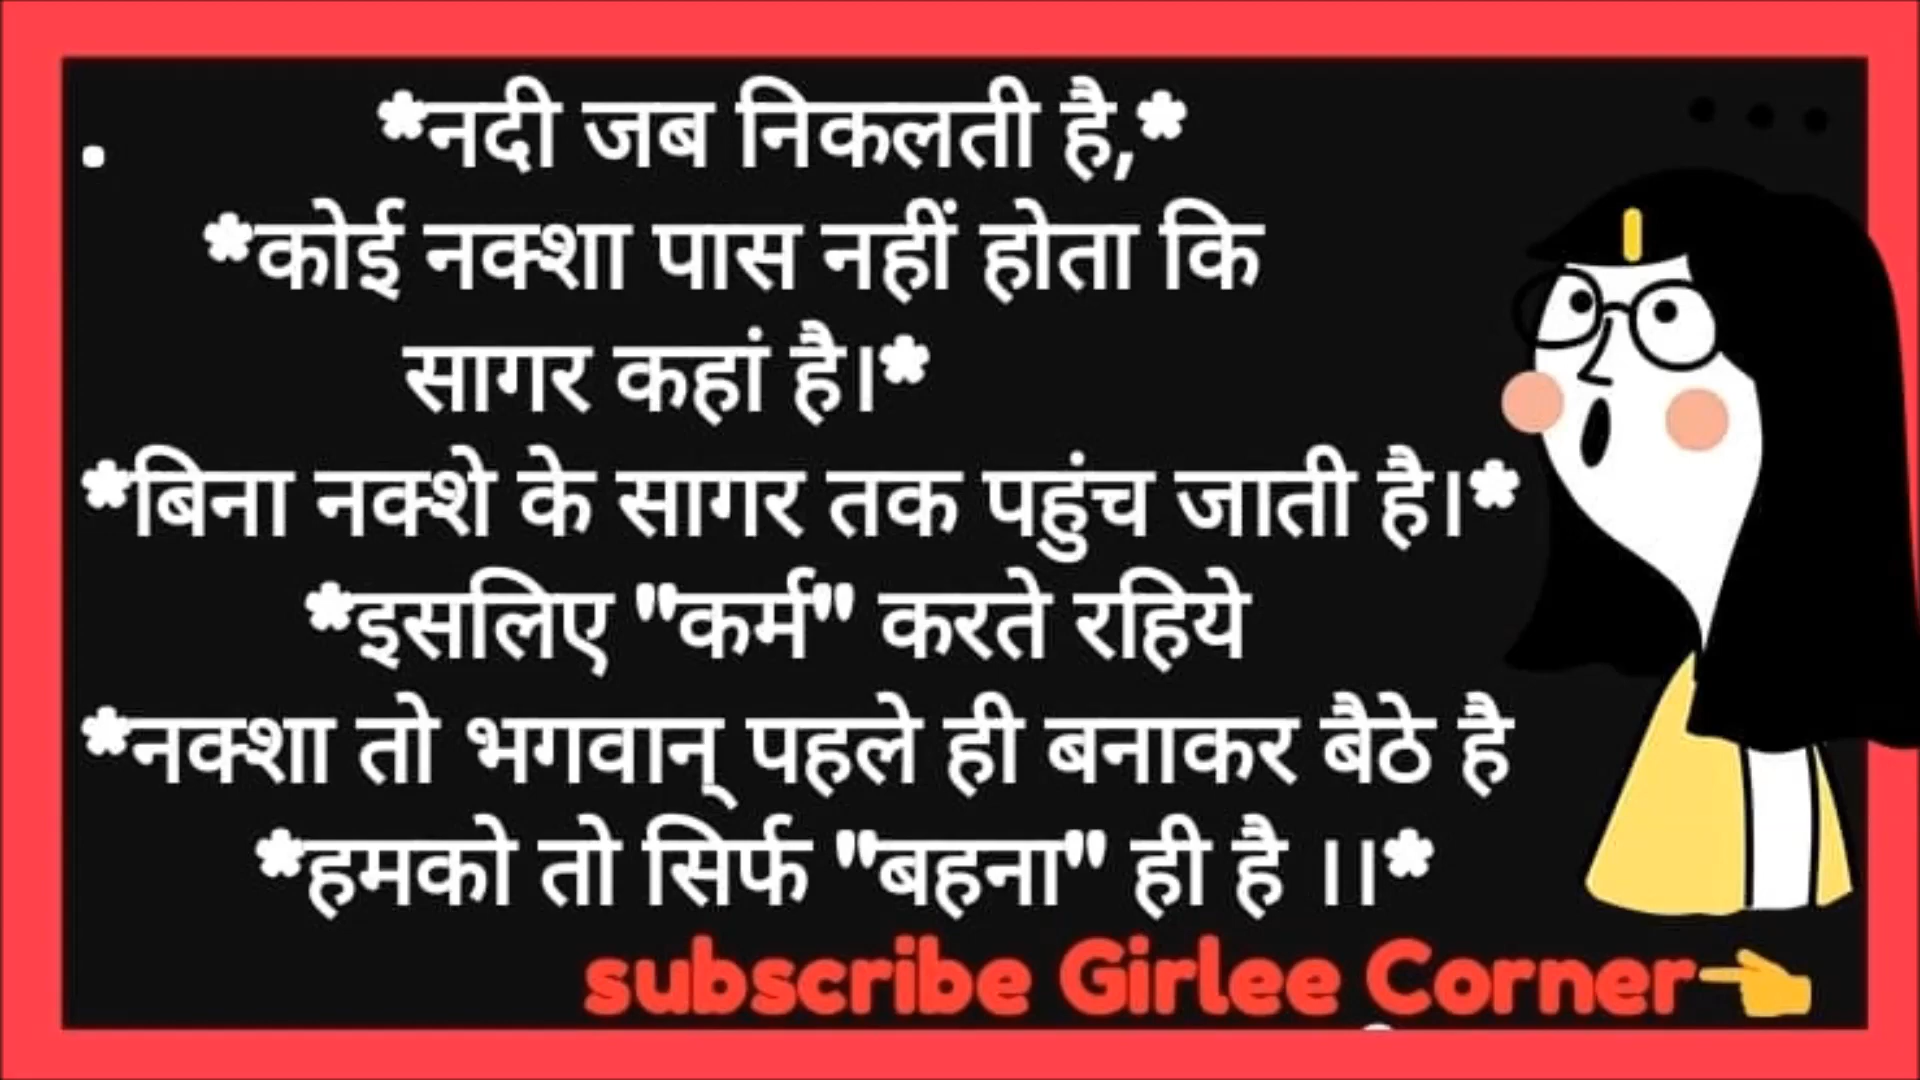 . *नदी जब निकलती है,*
*कोई नक्शा पास नहीं होता कि
सागर कहां है।*
*बिना नक्शे के सागर तक पहुंच जाती है।*
*इसलिए "कर्म" करते रहिये
*नक्शा तो भगवान् पहले ही बनाकर बैठे है
*हमको तो सिर्फ "बहना" ही है ।।*
subscribe Girlee Corner👈